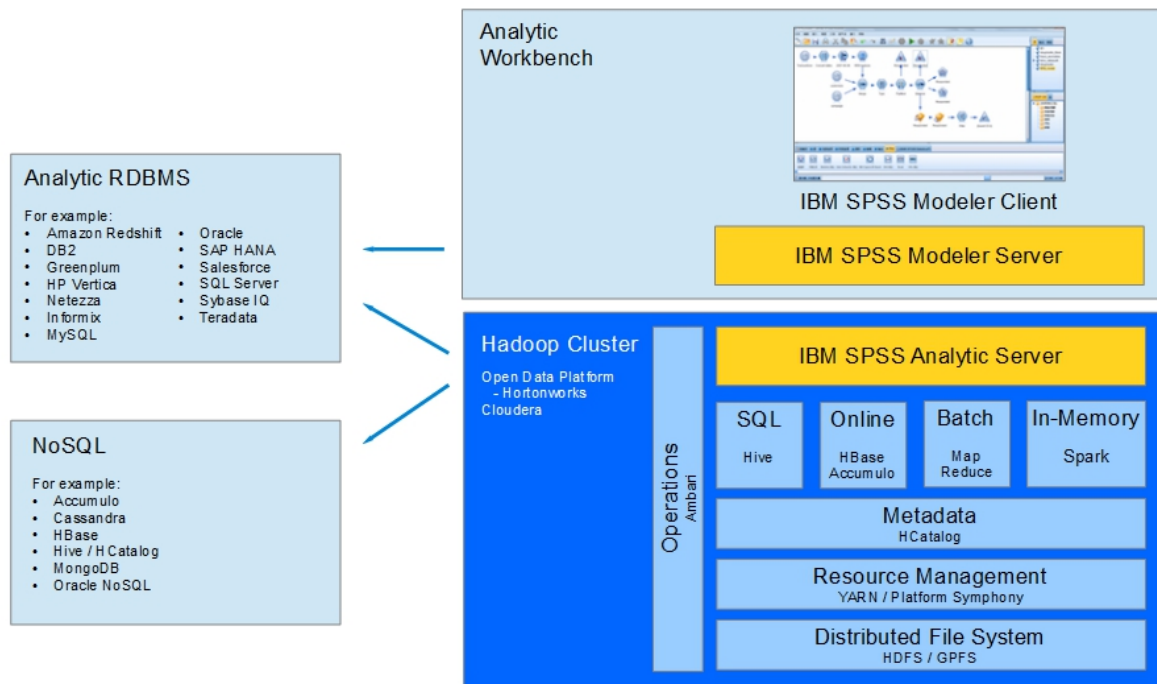 Analytic
Workbench
IBM SPSS Modeler Client
IBM SPSS Modeler Server
Analytic RDBMS
For example:
• Amazon Redshift
• DB2
• Greenplum
• HP Vertica
• Netezza
• Informix
• MySQL
• Oracle
• SAP HANA
• Salesforce
• SQL Server
• Sybase IQ
• Teradata
Hadoop Cluster
Open Data Platform
- Hortonworks
Cloudera
Operations
Ambari
IBM SPSS Analytic Server
SQL
Hive
Online
HBase
Accumulo
Batch
Map
Reduce
In-Memory
Spark
Metadata
HCatalog
Resource Management
YARN / Platform Symphony
Distributed File System
HDFS / GPFS
NoSQL
For example:
• Accumulo
• Cassandra
• HBase
• Hive / HCatalog
• MongoDB
• Oracle NoSQL